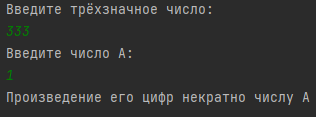 Введите трёхзначное число:
333
Введите число А:
1
Произведение его цифр некратно числу А